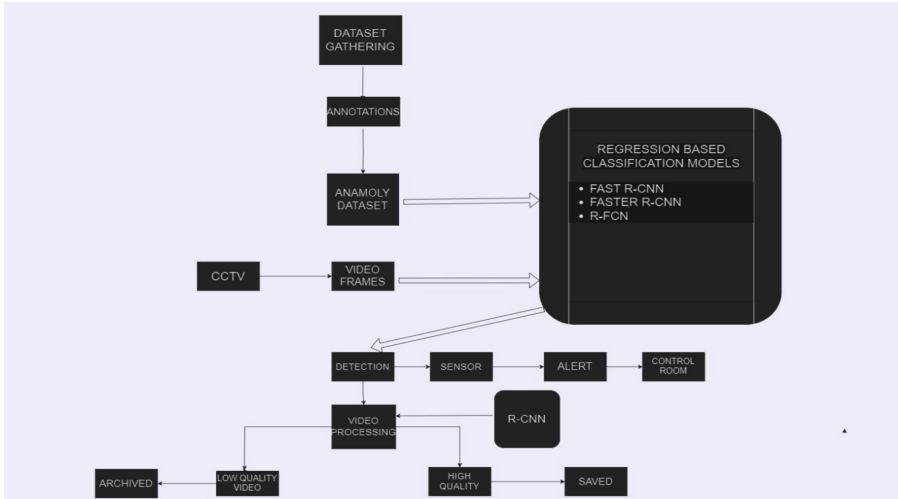 DATASET
GATHERING
ANNOTATIONS
ANAMOLY
DATASET
REGRESSION BASED
CLASSIFICATION MODELS
• FAST R-CNN
• FASTER R-CNN
• R-FCN
CCTV
VIDEO
FRAMES
DETECTION
SENSOR
ALERT
CONTROL
ROOM
VIDEO
PROCESSING
R-CNN
ARCHIVED
LOW QUALITY
VIDEO
HIGH
QUALITY
SAVED